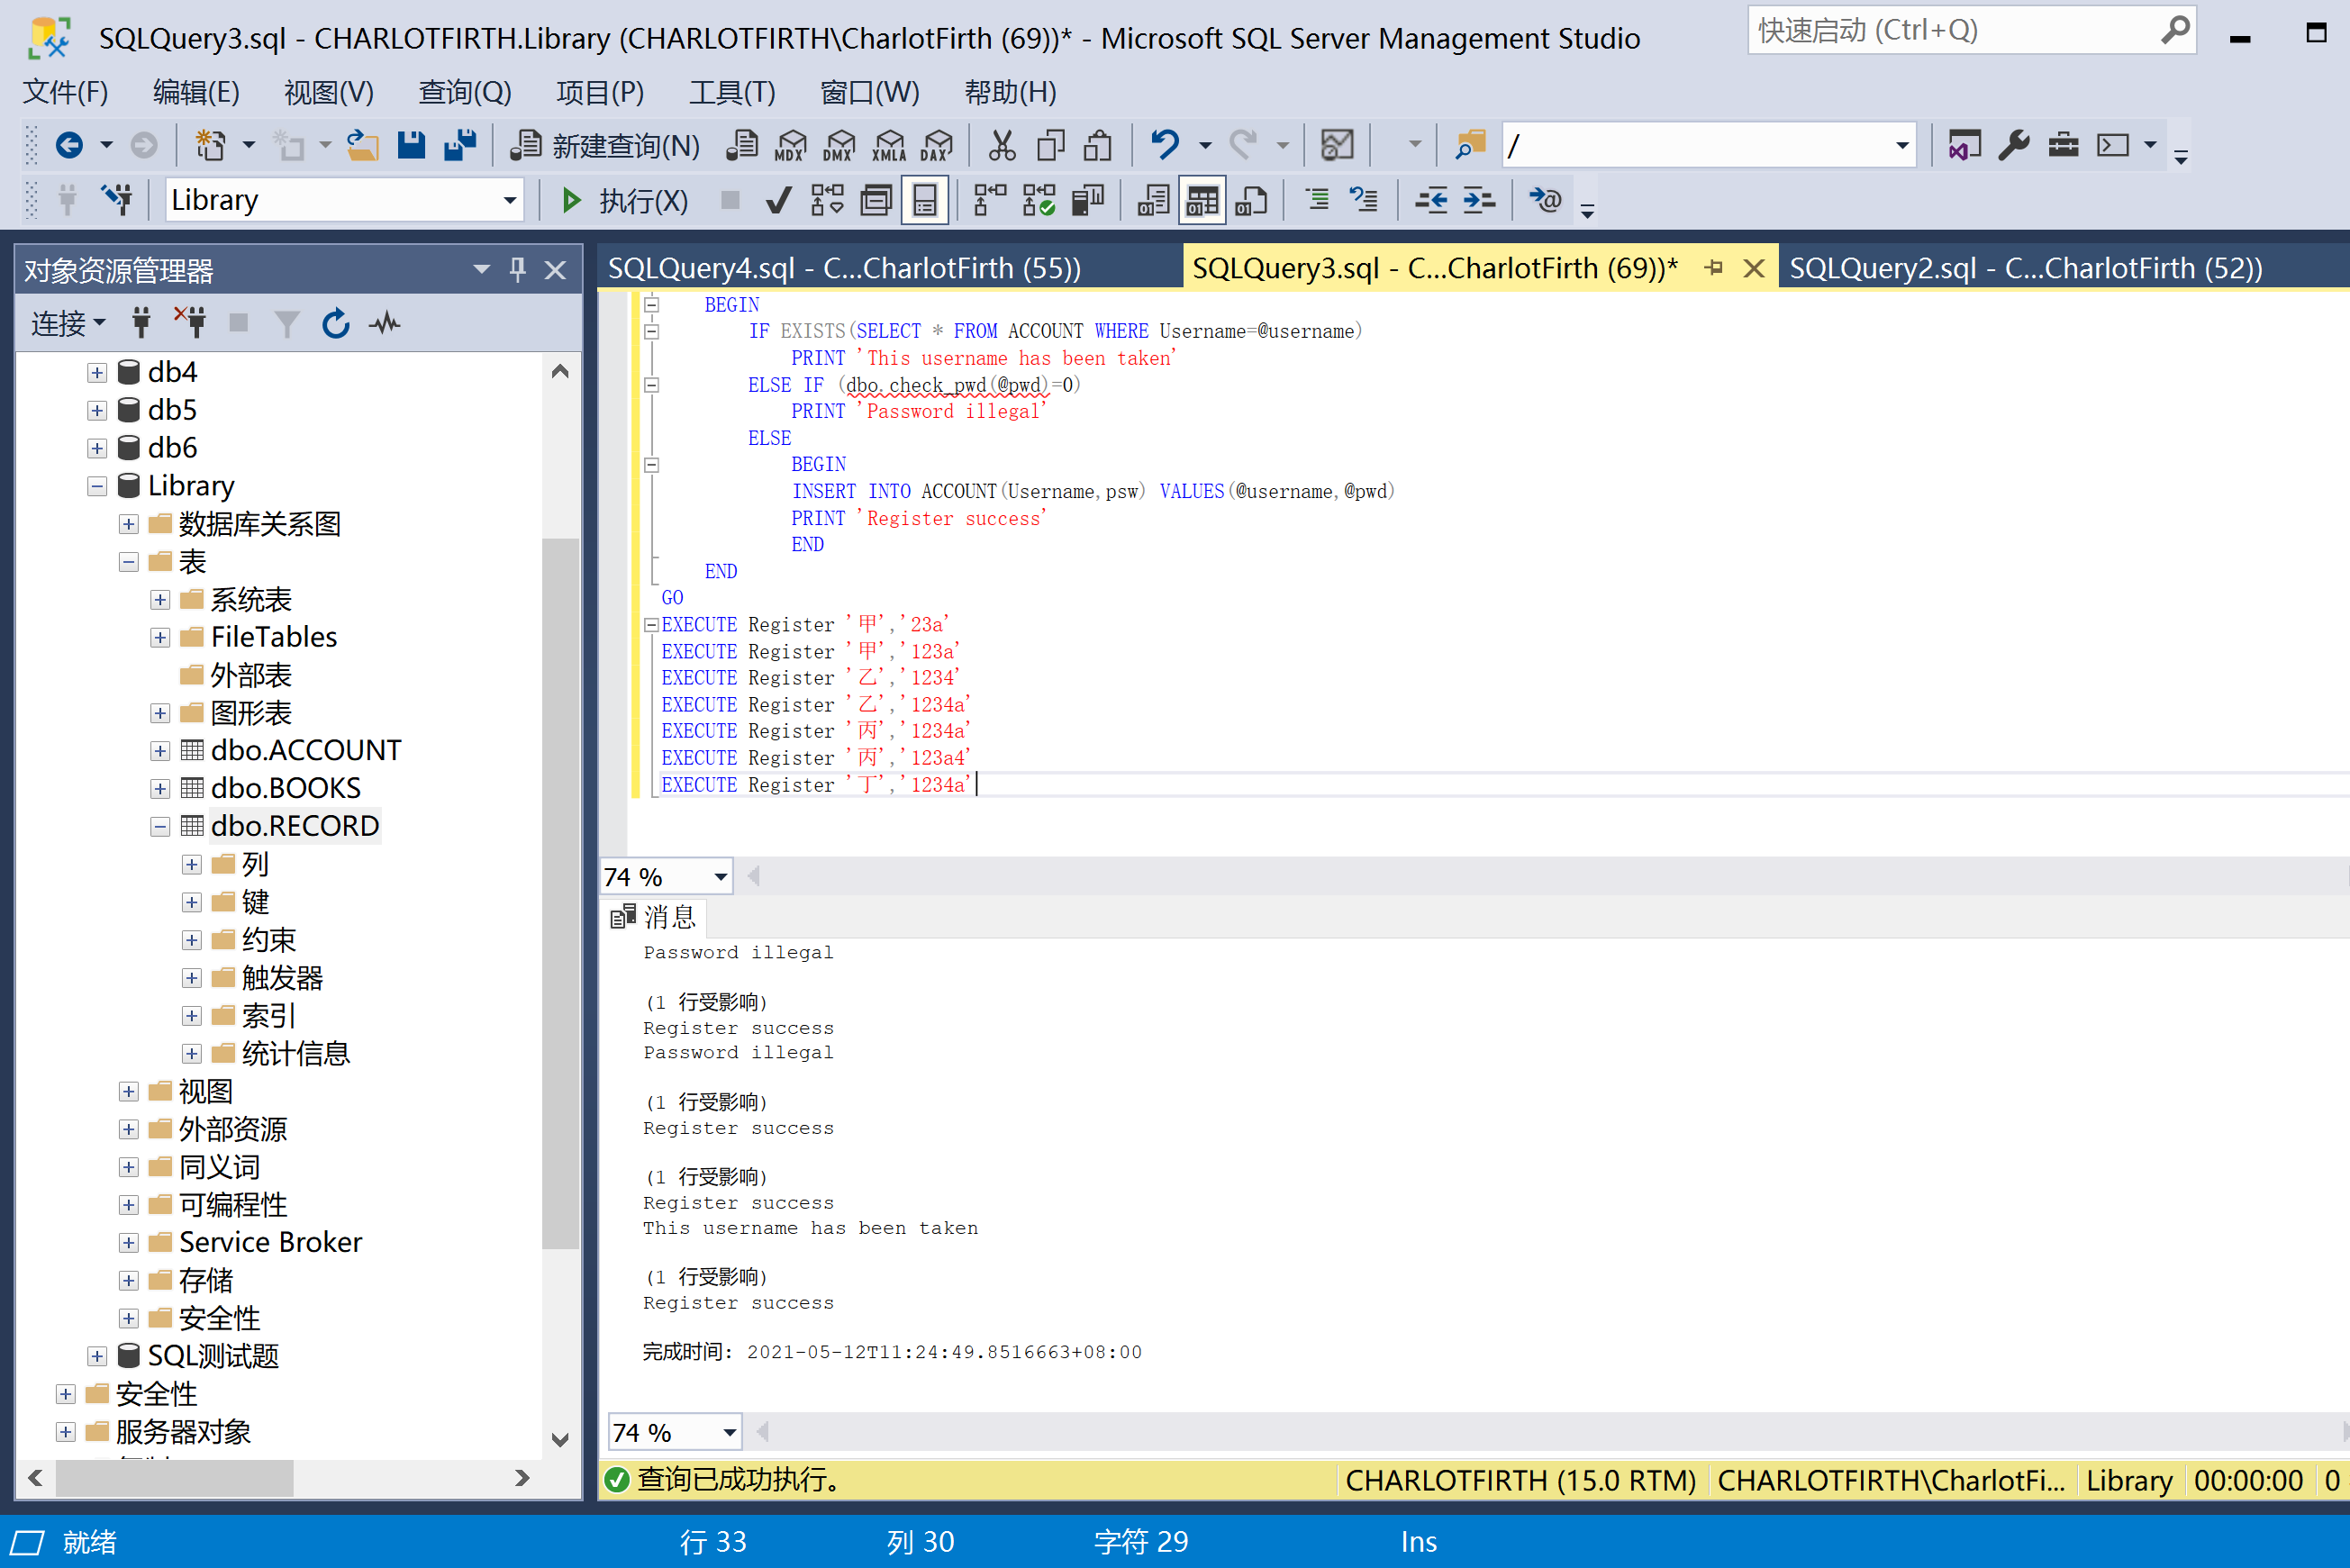 SQLQuery3.sql - CHARLOTFIRTH.Library (CHARLOTFIRTH\CharlotFirth (69))* - Microsoft SQL Server Management Studio
快速启动 (Ctrl+Q)
文件(F) 编辑(E) 视图(V) 查询(Q) 项目(P) 工具(T) 窗口(W) 帮助(H)
新建查询(N) MDX DMX XMLA DAX /
Library 执行(X)
对象资源管理器
连接
db4
db5
db6
Library
数据库关系图
表
系统表
FileTables
外部表
图形表
dbo.ACCOUNT
dbo.BOOKS
dbo.RECORD
列
键
约束
触发器
索引
统计信息
视图
外部资源
同义词
可编程性
Service Broker
存储
安全性
SQL测试题
安全性
服务器对象
SQLQuery4.sql - C...CharlotFirth (55))
SQLQuery3.sql - C...CharlotFirth (69))*
SQLQuery2.sql - C...CharlotFirth (52))
BEGIN
IF EXISTS(SELECT * FROM ACCOUNT WHERE Username=@username)
PRINT 'This username has been taken'
ELSE IF (dbo.check_pwd(@pwd)=0)
PRINT 'Password illegal'
ELSE
BEGIN
INSERT INTO ACCOUNT(Username,psw) VALUES(@username,@pwd)
PRINT 'Register success'
END
END
GO
EXECUTE Register '甲','23a'
EXECUTE Register '甲','123a'
EXECUTE Register '乙','1234'
EXECUTE Register '乙','1234a'
EXECUTE Register '丙','1234a'
EXECUTE Register '丙','123a4'
EXECUTE Register '丁','1234a'
74 %
消息
Password illegal
(1 行受影响)
Register success
Password illegal
(1 行受影响)
Register success
(1 行受影响)
Register success
This username has been taken
(1 行受影响)
Register success
完成时间: 2021-05-12T11:24:49.8516663+08:00
74 %
查询已成功执行。 CHARLOTFIRTH (15.0 RTM) CHARLOTFIRTH\CharlotFi... Library 00:00:00 0
就绪 行 33 列 30 字符 29 Ins